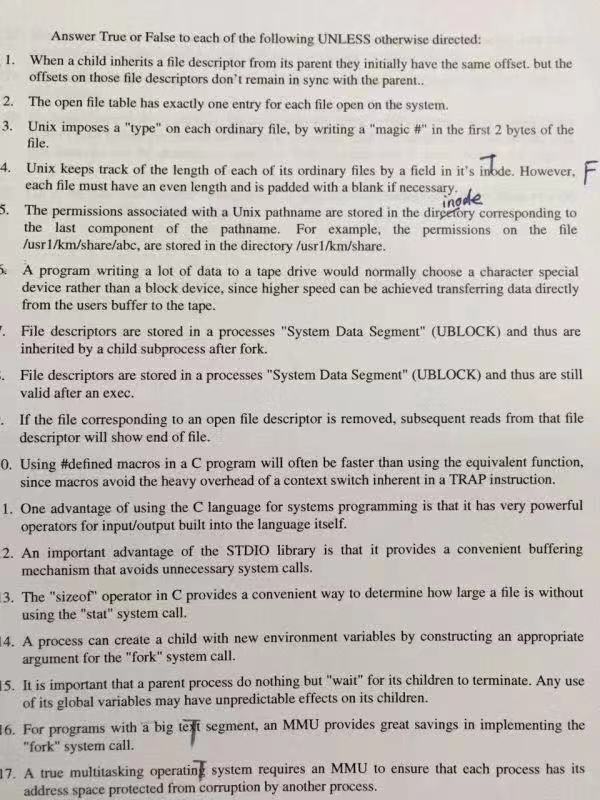 Answer True or False to each of the following UNLESS otherwise directed:
1. When a child inherits a file descriptor from its parent they initially have the same offset. but the
offsets on those file descriptors don't remain in sync with the parent..
2. The open file table has exactly one entry for each file open on the system.
3. Unix imposes a "type" on each ordinary file, by writing a "magic #" in the first 2 bytes of the
file.
T
4. Unix keeps track of the length of each of its ordinary files by a field in it's inode. However, F
each file must have an even length and is padded with a blank if necessary.
inode
5. The permissions associated with a Unix pathname are stored in the directory corresponding to
the last component of the pathname. For example, the permissions on the file
/usr1/km/share/abc, are stored in the directory /usr1/km/share.
6. A program writing a lot of data to a tape drive would normally choose a character special
device rather than a block device, since higher speed can be achieved transferring data directly
from the users buffer to the tape.
. File descriptors are stored in a processes "System Data Segment" (UBLOCK) and thus are
inherited by a child subprocess after fork.
. File descriptors are stored in a processes "System Data Segment" (UBLOCK) and thus are still
valid after an exec.
. If the file corresponding to an open file descriptor is removed, subsequent reads from that file
descriptor will show end of file.
0. Using #defined macros in a C program will often be faster than using the equivalent function,
since macros avoid the heavy overhead of a context switch inherent in a TRAP instruction.
1. One advantage of using the C language for systems programming is that it has very powerful
operators for input/output built into the language itself.
2. An important advantage of the STDIO library is that it provides a convenient buffering
mechanism that avoids unnecessary system calls.
13. The "sizeof" operator in C provides a convenient way to determine how large a file is without
using the "stat" system call.
14. A process can create a child with new environment variables by constructing an appropriate
argument for the "fork" system call.
15. It is important that a parent process do nothing but "wait" for its children to terminate. Any use
of its global variables may have unpredictable effects on its children.
T
16. For programs with a big text segment, an MMU provides great savings in implementing the
"fork" system call.
T
17. A true multitasking operating system requires an MMU to ensure that each process has its
address space protected from corruption by another process.